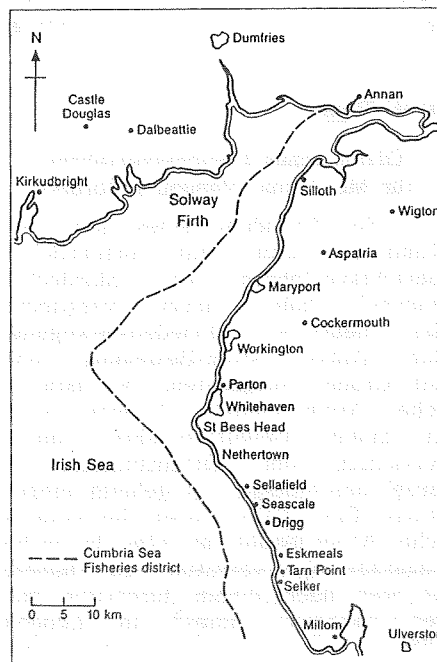 N
Dumfries
Annan
Castle
Douglas
Dalbeattie
Kirkudbright
Solway
Firth
Silloth
Wigton
Aspatria
Maryport
Cockermouth
Workington
Parton
Whitehaven
St Bees Head
Nethertown
Irish Sea
Sellafield
Seascale
Drigg
Cumbria Sea
Fisheries district
Eskmeals
Tarn Point
Selker
0 5 10 km
Millom
Ulverston